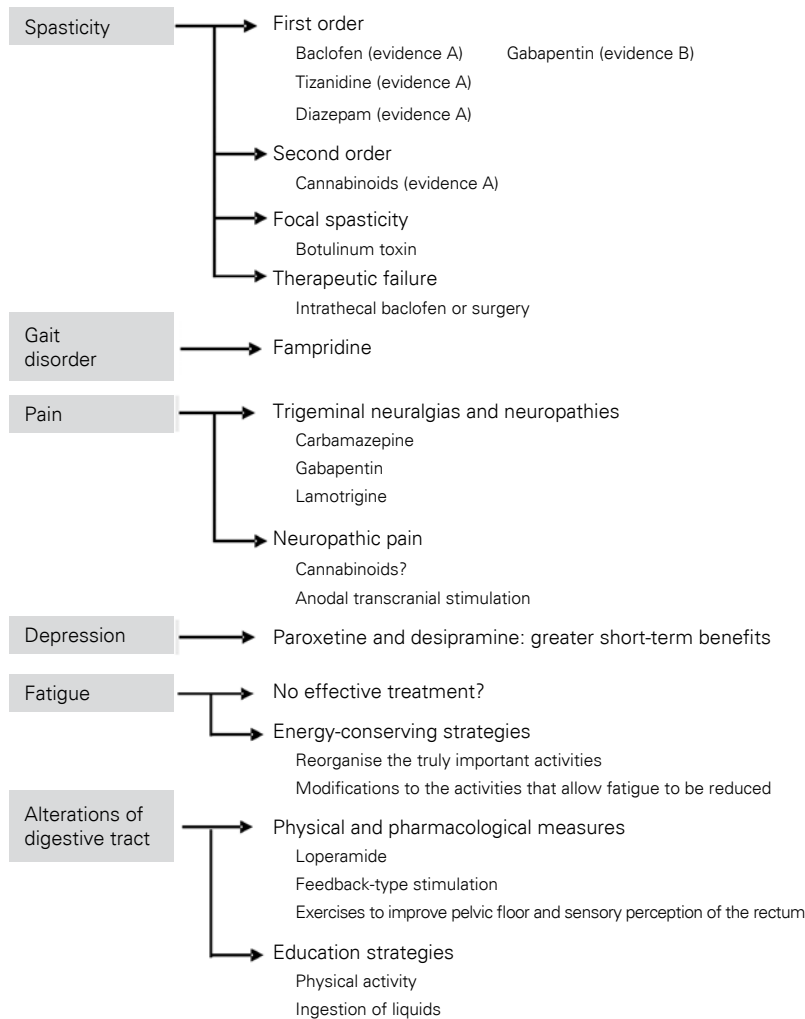 Spasticity
First order
Baclofen (evidence A) Gabapentin (evidence B)
Tizanidine (evidence A)
Diazepam (evidence A)
Second order
Cannabinoids (evidence A)
Focal spasticity
Botulinum toxin
Therapeutic failure
Intrathecal baclofen or surgery
Gait
disorder
Fampridine
Pain
Trigeminal neuralgias and neuropathies
Carbamazepine
Gabapentin
Lamotrigine
Neuropathic pain
Cannabinoids?
Anodal transcranial stimulation
Depression
Paroxetine and desipramine: greater short-term benefits
Fatigue
No effective treatment?
Energy-conserving strategies
Reorganise the truly important activities
Modifications to the activities that allow fatigue to be reduced
Alterations of
digestive tract
Physical and pharmacological measures
Loperamide
Feedback-type stimulation
Exercises to improve pelvic floor and sensory perception of the rectum
Education strategies
Physical activity
Ingestion of liquids